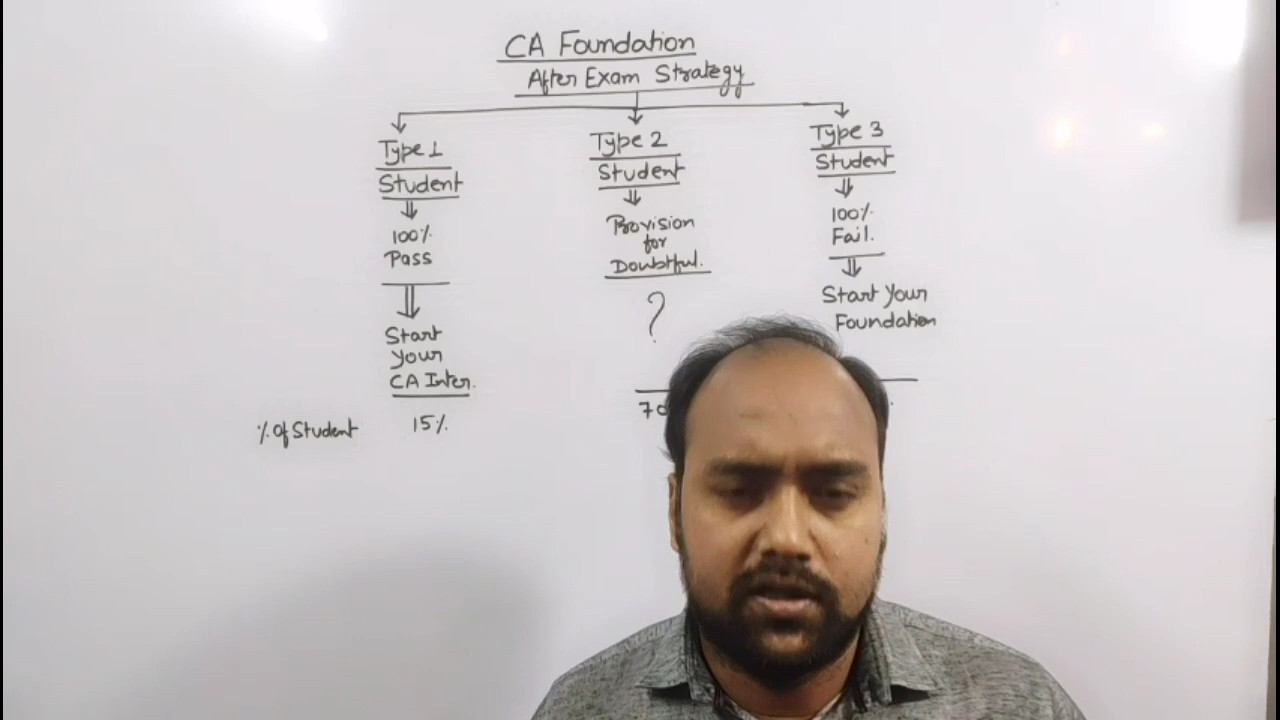 CA Foundation
After Exam Strategy
Type 1
Student
100%
Pass
Start
Your
CA Inter.
Type 2
Student
Provision
for
Doubtful.
?
Type 3
Student
100%
Fail.
Start Your
Foundation
% Of Student
15%